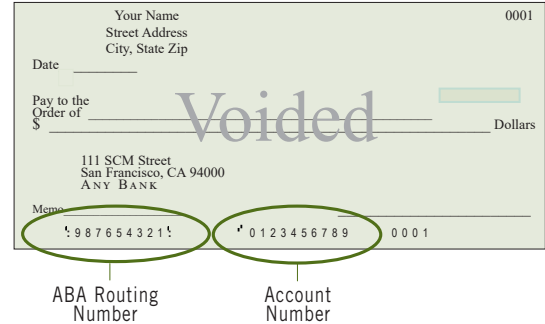 Your Name 0001
Street Address
City, State Zip
Date
Pay to the
Order of
$ Dollars
Voided
111 SCM Street
San Francisco, CA 94000
ANY BANK
Memo
⑆987654321⑆ ⑈0123456789 0001
ABA Routing Number
Account Number